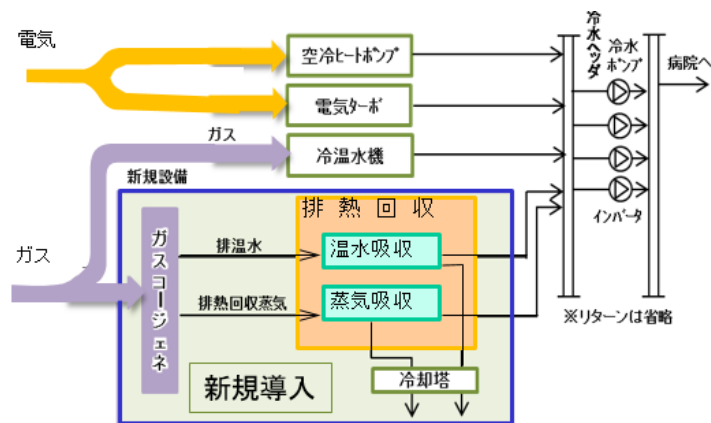 電気
空冷ヒートポンプ
電気ターボ
ガス
冷温水機
冷水ヘッダ
冷水
ポンプ
病院へ
インバータ
※リターンは省略
新規設備
排熱回収
ガス
ガスコージェネ
排温水
温水吸収
排熱回収蒸気
蒸気吸収
冷却塔
新規導入